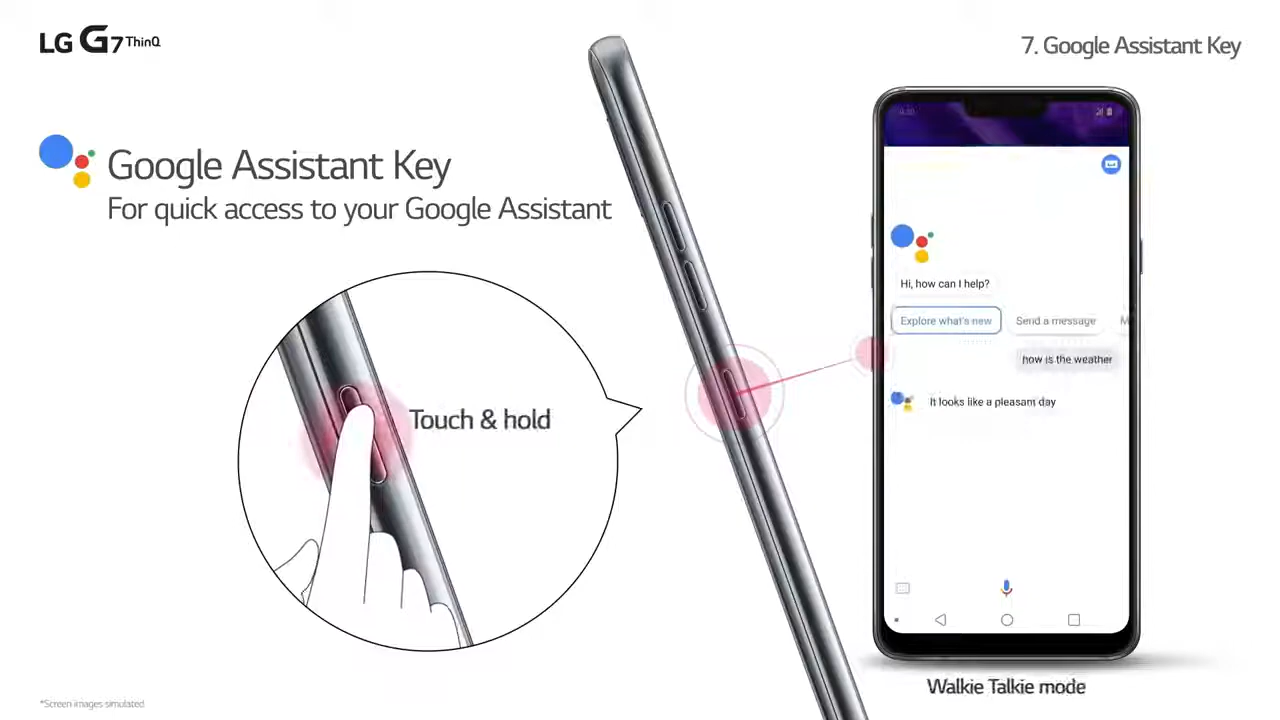 LG G7 ThinQ
7. Google Assistant Key
Google Assistant Key
For quick access to your Google Assistant
Touch & hold
Hi, how can I help?
Explore what's new
Send a message
how is the weather
It looks like a pleasant day
Walkie Talkie mode
*Screen images simulated